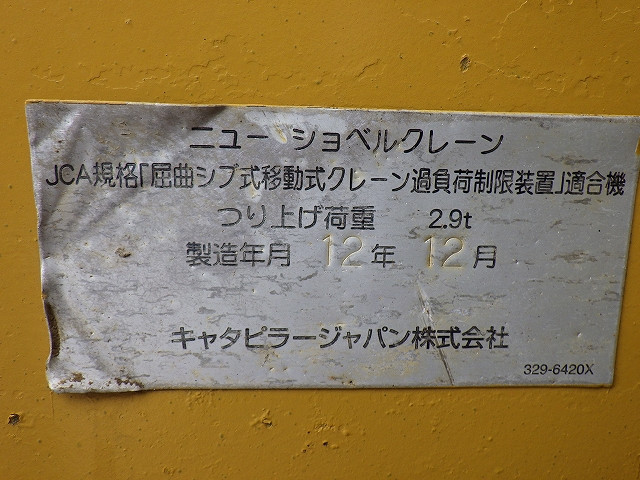 ニュー ショベルクレーン
JCA規格「屈曲ジブ式移動式クレーン過負荷制限装置」適合機
つり上げ荷重 2.9t
製造年月 12年 12月
キャタピラージャパン株式会社
329-6420X